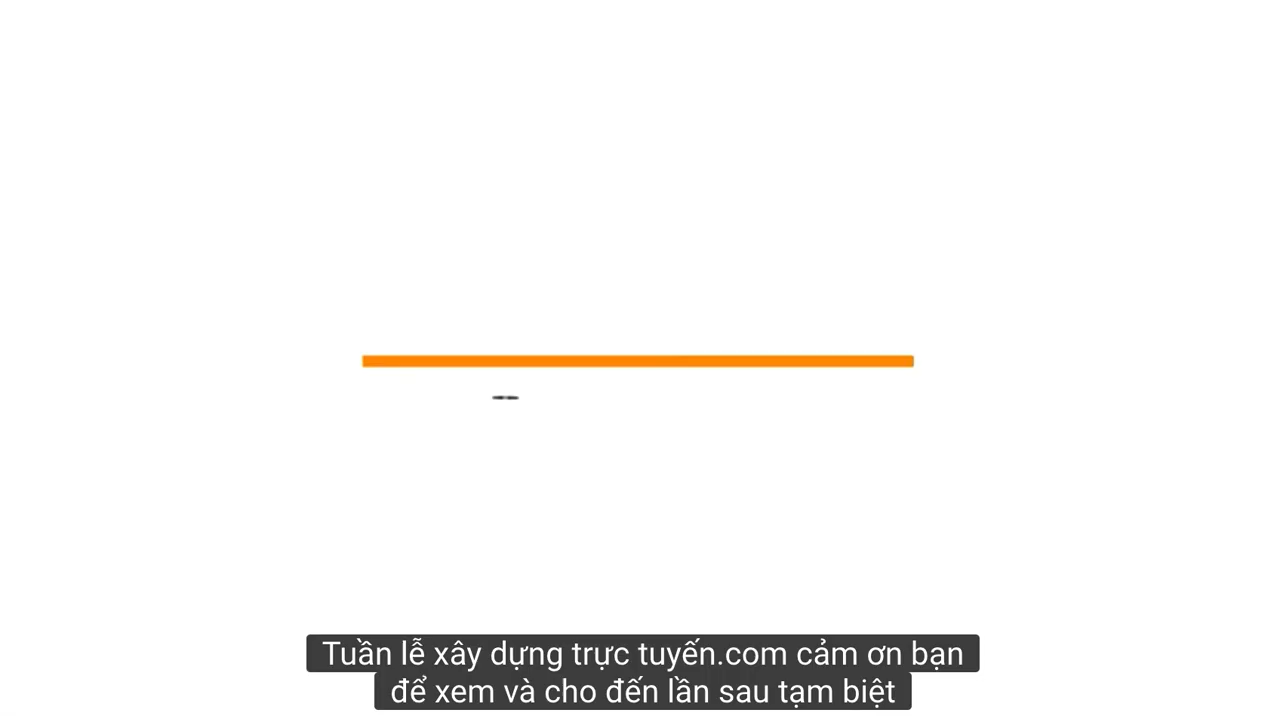 Tuần lễ xây dựng trực tuyến.com cảm ơn bạn
để xem và cho đến lần sau tạm biệt